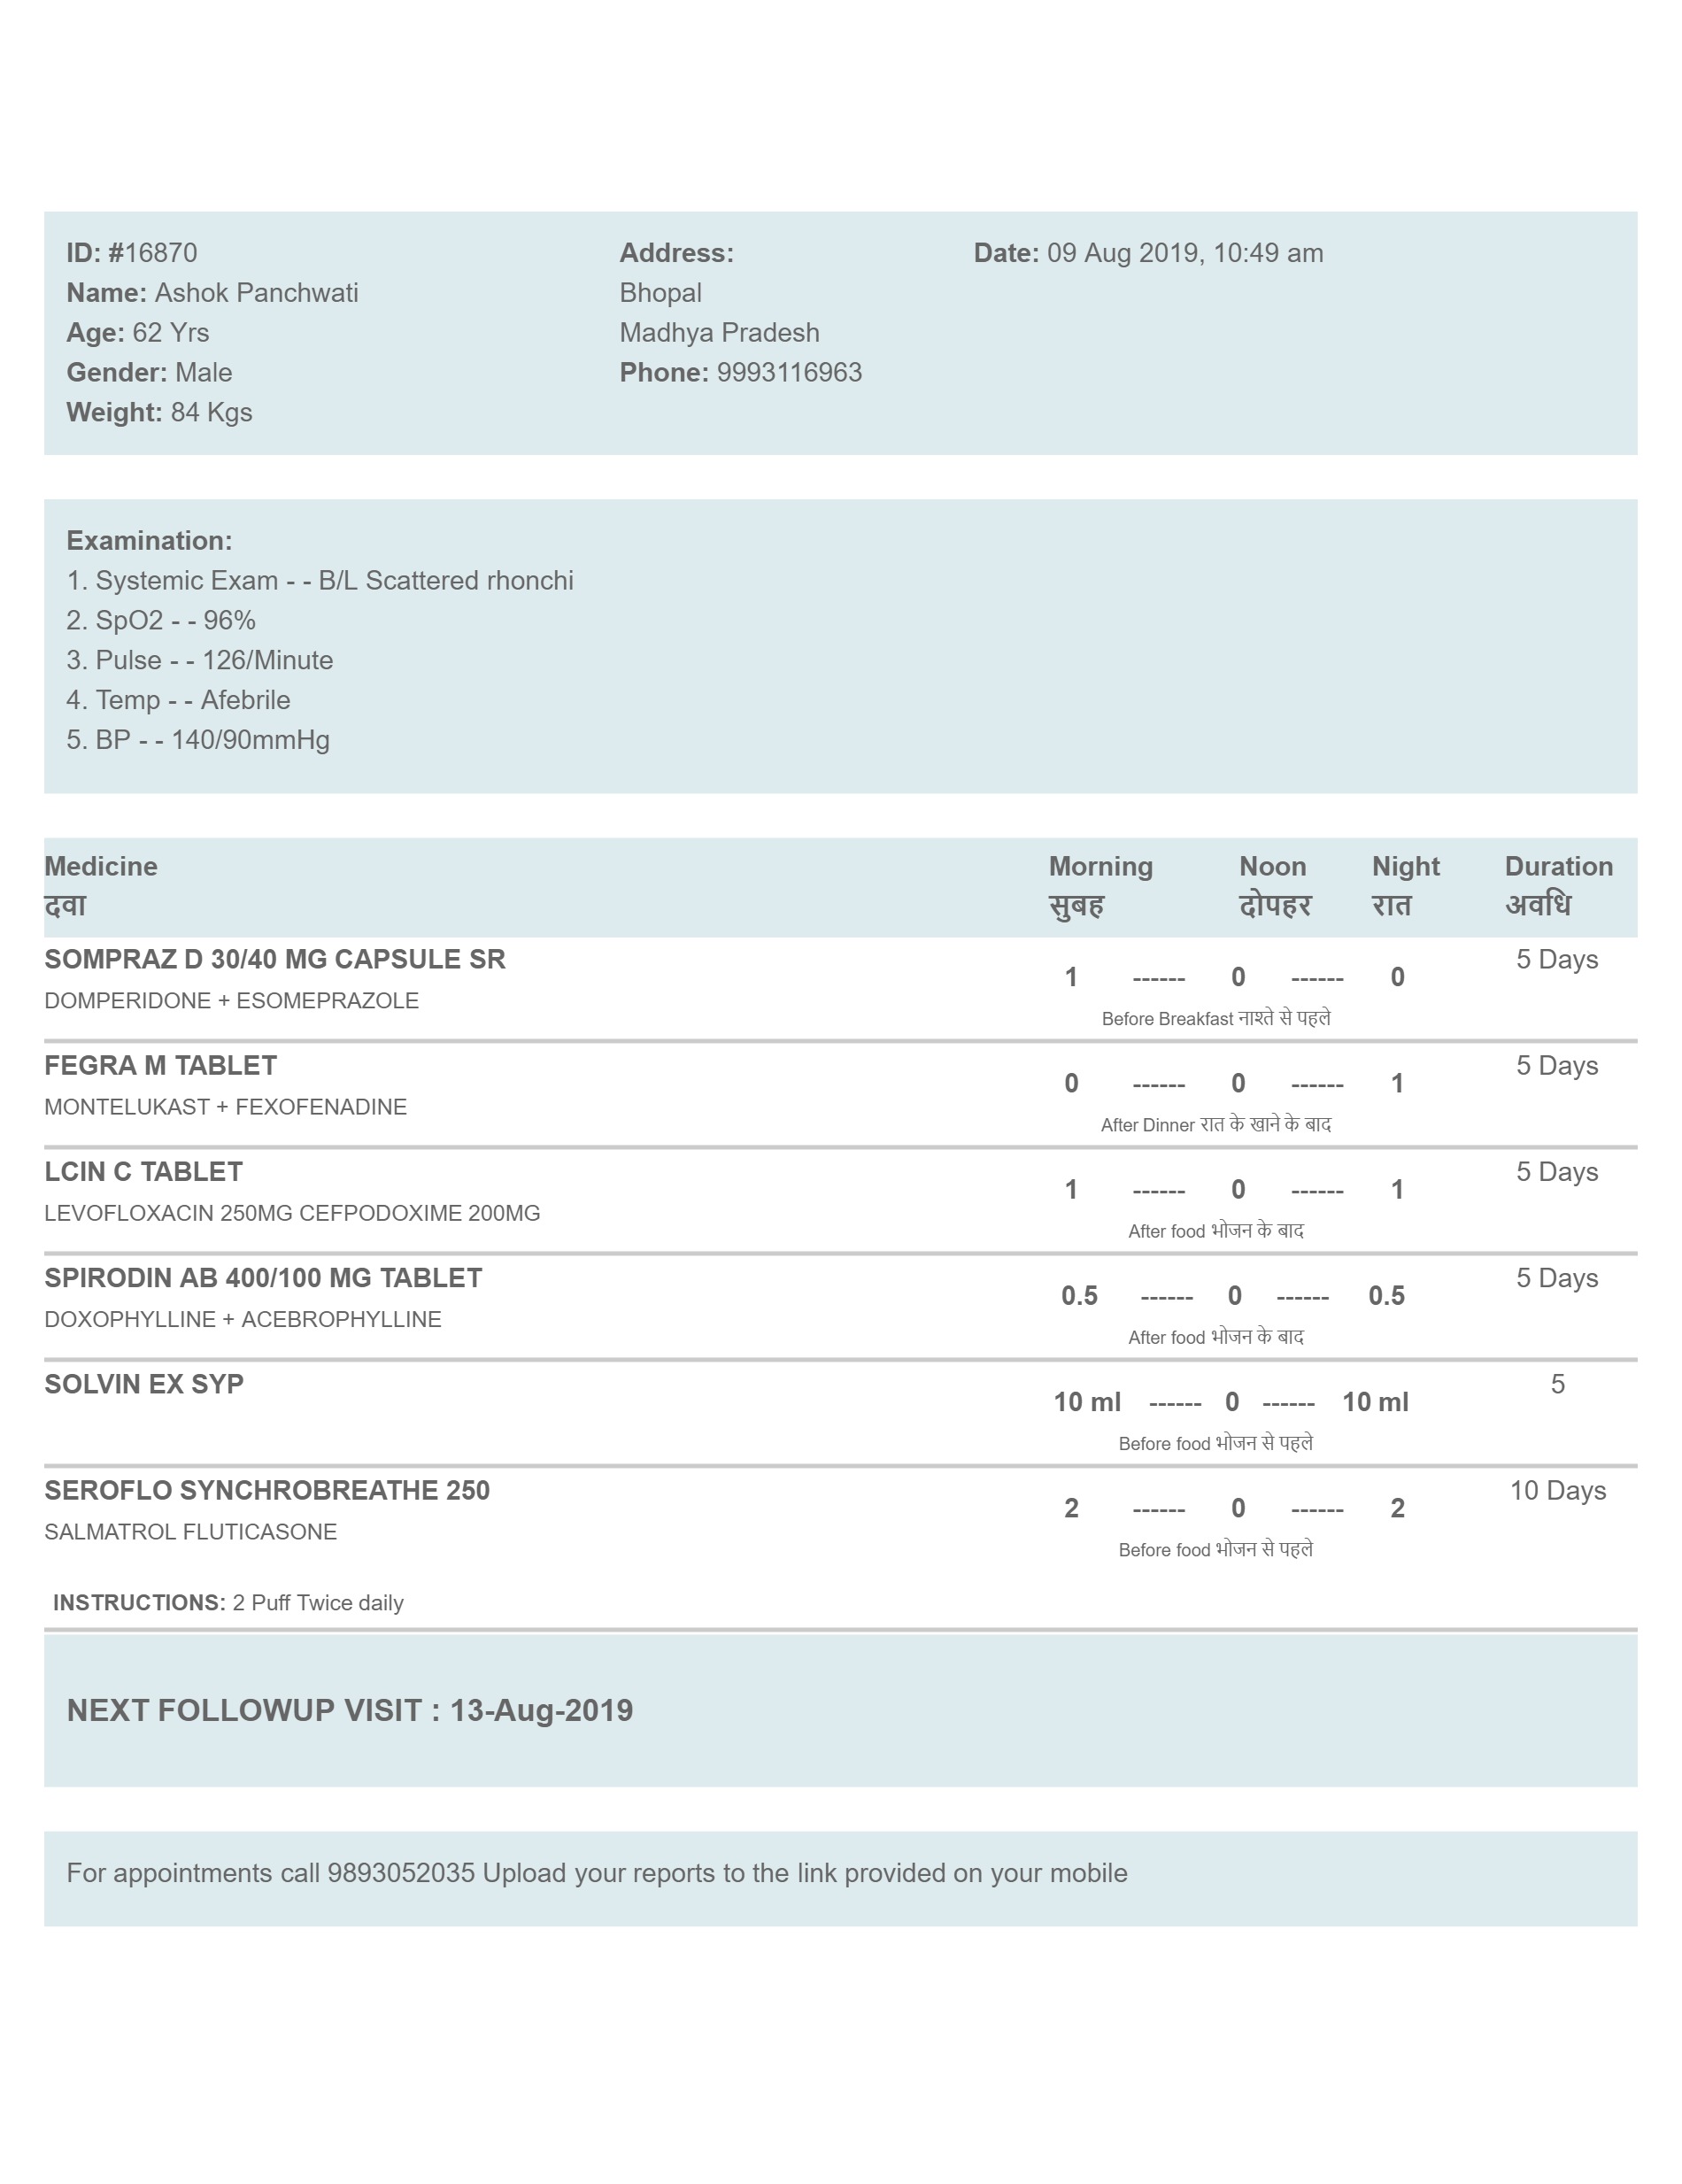 ID: #16870
Name: Ashok Panchwati
Age: 62 Yrs
Gender: Male
Weight: 84 Kgs
Address:
Bhopal
Madhya Pradesh
Phone: 9993116963
Date: 09 Aug 2019, 10:49 am
Examination:
1. Systemic Exam - - B/L Scattered rhonchi
2. SpO2 - - 96%
3. Pulse - - 126/Minute
4. Temp - - Afebrile
5. BP - - 140/90mmHg
Medicine Morning Noon Night Duration
दवा सुबह दोपहर रात अवधि
SOMPRAZ D 30/40 MG CAPSULE SR 5 Days
1 ------ 0 ------ 0
DOMPERIDONE + ESOMEPRAZOLE
Before Breakfast नाश्ते से पहले
FEGRA M TABLET 5 Days
0 ------ 0 ------ 1
MONTELUKAST + FEXOFENADINE
After Dinner रात के खाने के बाद
LCIN C TABLET 5 Days
1 ------ 0 ------ 1
LEVOFLOXACIN 250MG CEFPODOXIME 200MG
After food भोजन के बाद
SPIRODIN AB 400/100 MG TABLET 5 Days
0.5 ------ 0 ------ 0.5
DOXOPHYLLINE + ACEBROPHYLLINE
After food भोजन के बाद
SOLVIN EX SYP 5
10 ml ------ 0 ------ 10 ml
Before food भोजन से पहले
SEROFLO SYNCHROBREATHE 250 10 Days
2 ------ 0 ------ 2
SALMATROL FLUTICASONE
Before food भोजन से पहले
INSTRUCTIONS: 2 Puff Twice daily
NEXT FOLLOWUP VISIT : 13-Aug-2019
For appointments call 9893052035 Upload your reports to the link provided on your mobile